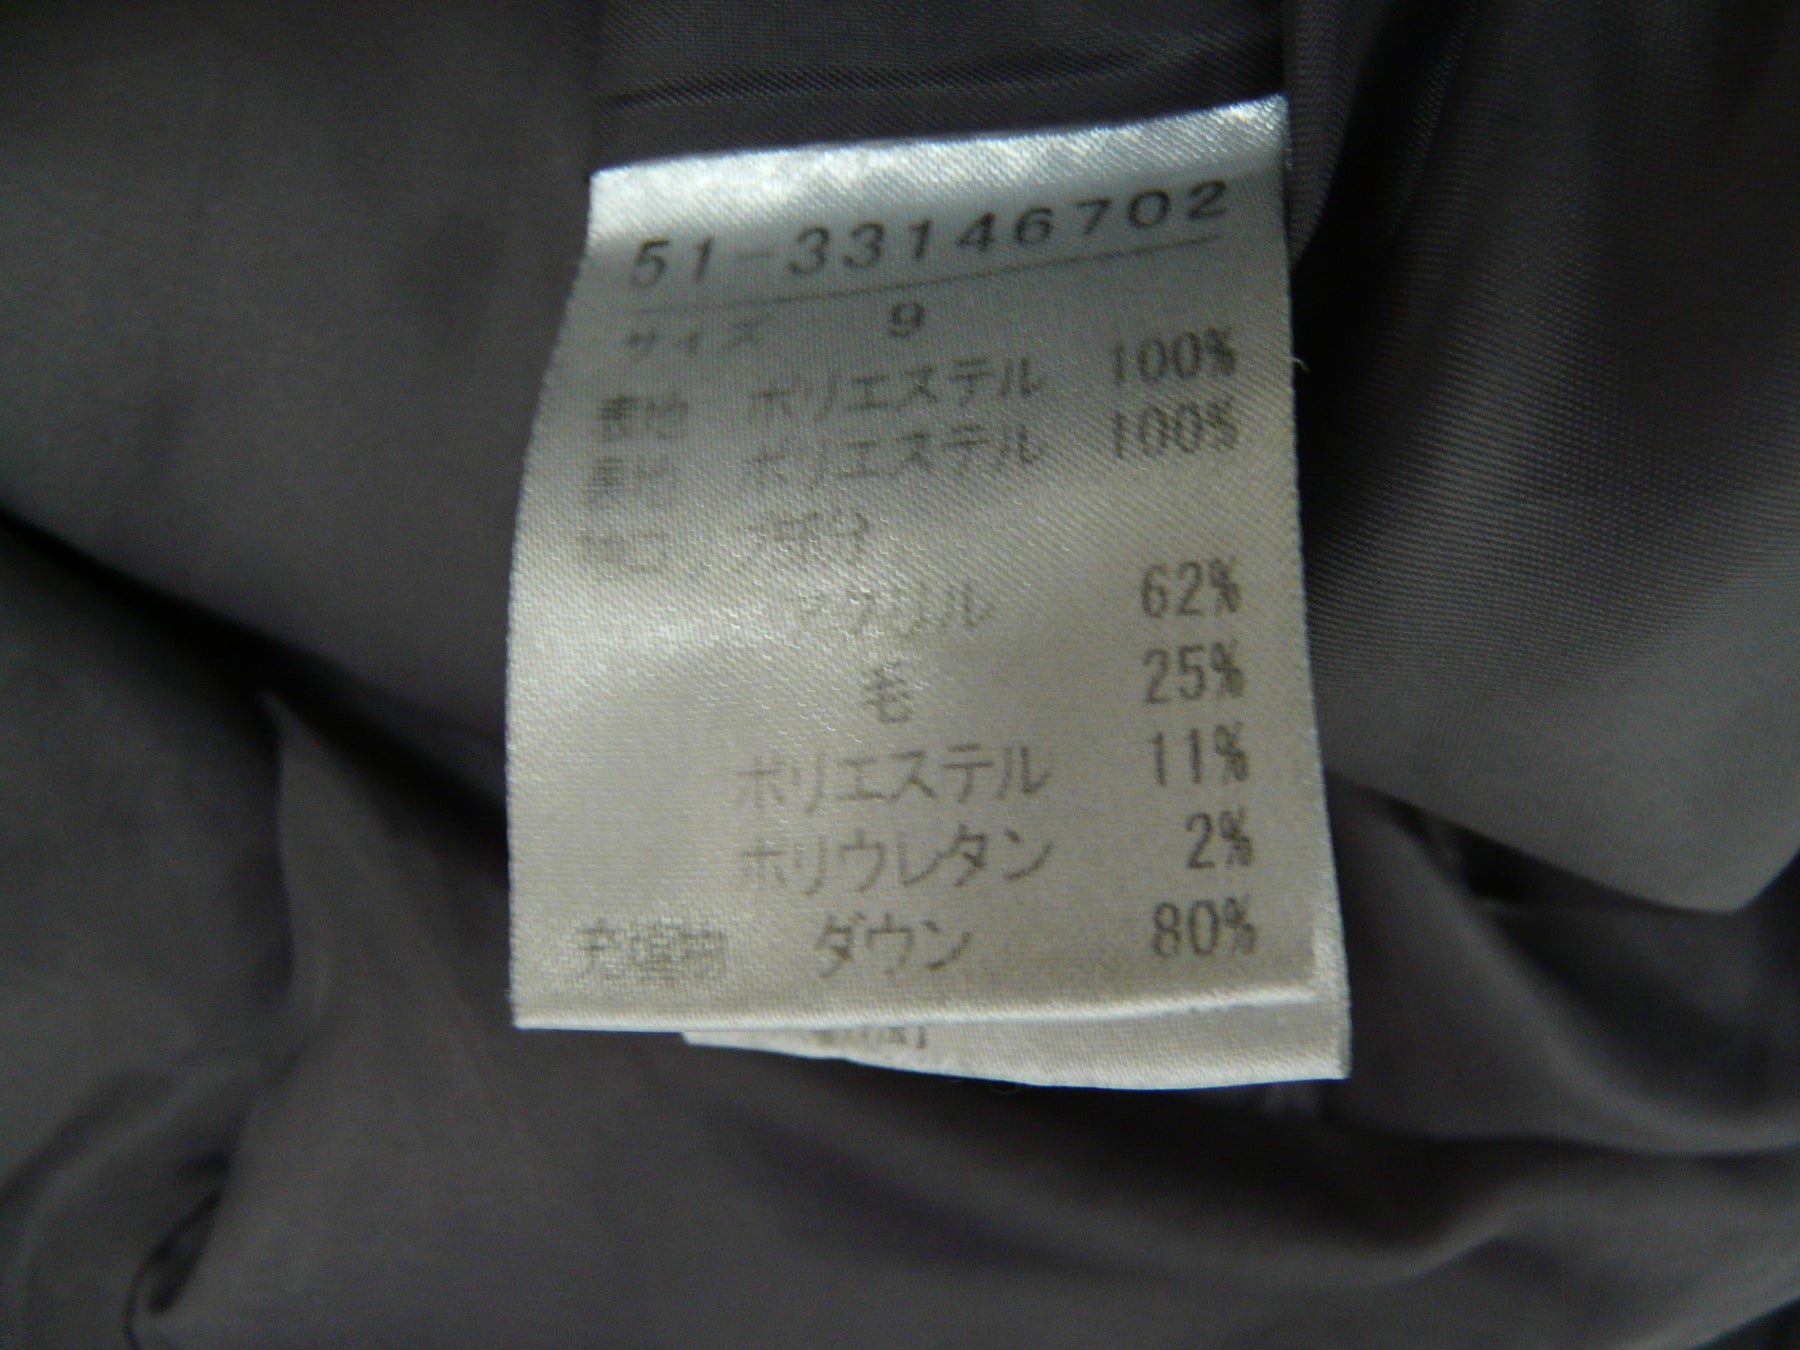 51-33146702
サイズ 9
表地 ポリエステル 100%
裏地 ポリエステル 100%
アクリル 62%
毛 25%
ポリエステル 11%
ポリウレタン 2%
充填物 ダウン 80%